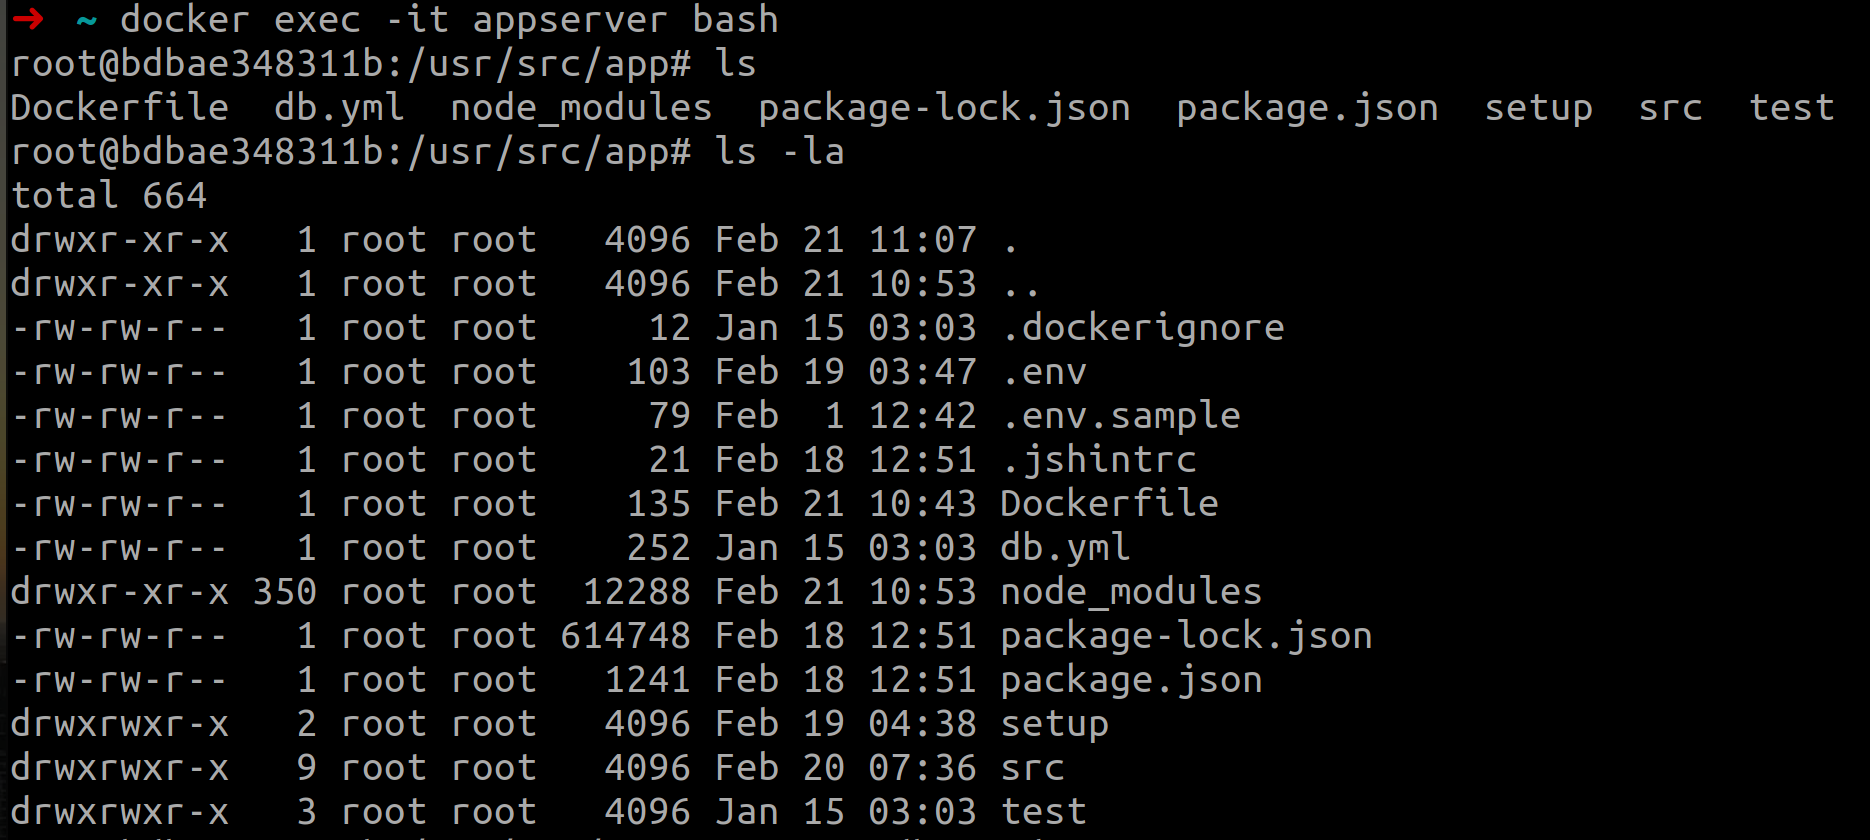 ➜ ~ docker exec -it appserver bash
root@bdbae348311b:/usr/src/app# ls
Dockerfile  db.yml  node_modules  package-lock.json  package.json  setup  src  test
root@bdbae348311b:/usr/src/app# ls -la
total 664
drwxr-xr-x   1 root root   4096 Feb 21 11:07 .
drwxr-xr-x   1 root root   4096 Feb 21 10:53 ..
-rw-rw-r--   1 root root     12 Jan 15 03:03 .dockerignore
-rw-rw-r--   1 root root    103 Feb 19 03:47 .env
-rw-rw-r--   1 root root     79 Feb  1 12:42 .env.sample
-rw-rw-r--   1 root root     21 Feb 18 12:51 .jshintrc
-rw-rw-r--   1 root root    135 Feb 21 10:43 Dockerfile
-rw-rw-r--   1 root root    252 Jan 15 03:03 db.yml
drwxr-xr-x 350 root root  12288 Feb 21 10:53 node_modules
-rw-rw-r--   1 root root 614748 Feb 18 12:51 package-lock.json
-rw-rw-r--   1 root root   1241 Feb 18 12:51 package.json
drwxrwxr-x   2 root root   4096 Feb 19 04:38 setup
drwxrwxr-x   9 root root   4096 Feb 20 07:36 src
drwxrwxr-x   3 root root   4096 Jan 15 03:03 test